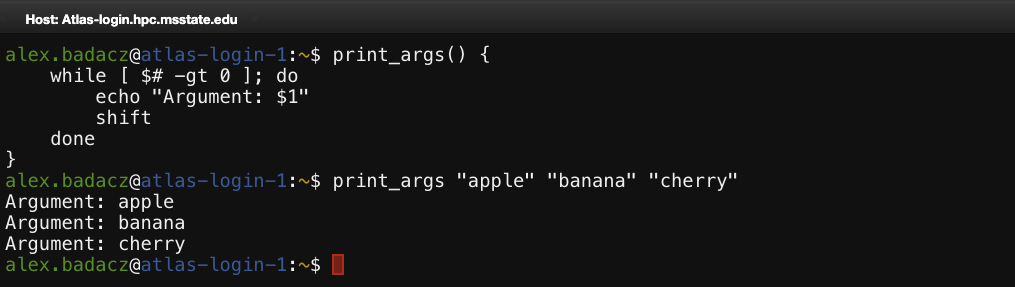 Host: Atlas-login.hpc.msstate.edu
alex.badacz@atlas-login-1:~$ print_args() {
    while [ $# -gt 0 ]; do
        echo "Argument: $1"
        shift
    done
}
alex.badacz@atlas-login-1:~$ print_args "apple" "banana" "cherry"
Argument: apple
Argument: banana
Argument: cherry
alex.badacz@atlas-login-1:~$